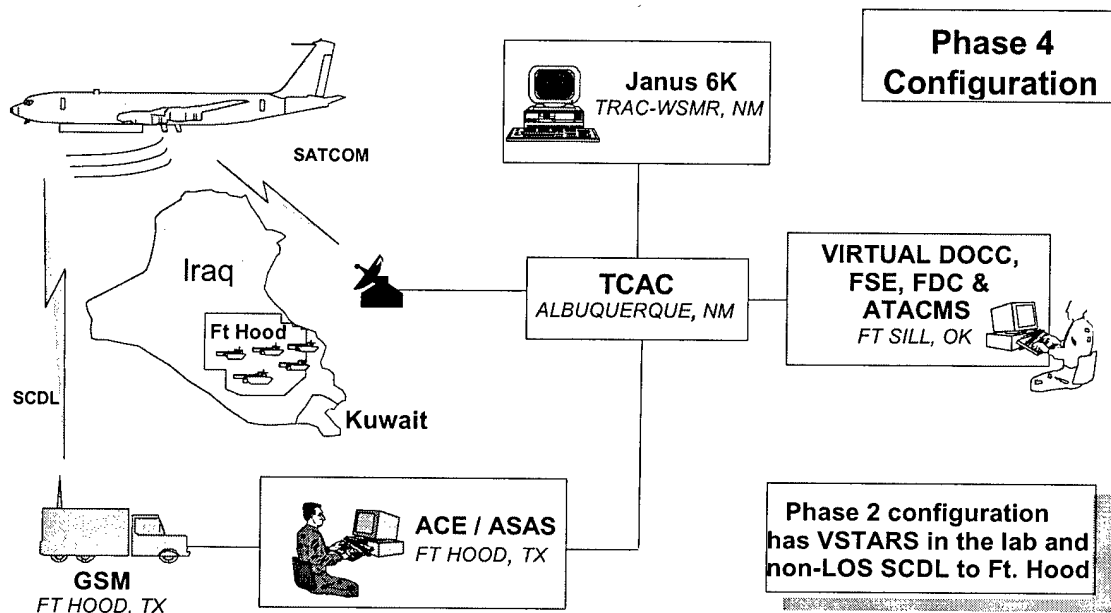 Phase 4
Configuration
Janus 6K
TRAC-WSMR, NM
SATCOM
Iraq
Ft Hood
Kuwait
SCDL
TCAC
ALBUQUERQUE, NM
VIRTUAL DOCC,
FSE, FDC &
ATACMS
FT SILL, OK
GSM
FT HOOD, TX
ACE / ASAS
FT HOOD, TX
Phase 2 configuration
has VSTARS in the lab and
non-LOS SCDL to Ft. Hood